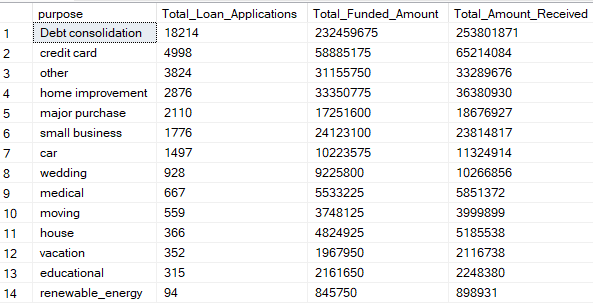 purpose Total_Loan_Applications Total_Funded_Amount Total_Amount_Received
1 Debt consolidation 18214 232459675 253801871
2 credit card 4998 58885175 65214084
3 other 3824 31155750 33289676
4 home improvement 2876 33350775 36380930
5 major purchase 2110 17251600 18676927
6 small business 1776 24123100 23814817
7 car 1497 10223575 11324914
8 wedding 928 9225800 10266856
9 medical 667 5533225 5851372
10 moving 559 3748125 3999899
11 house 366 4824925 5185538
12 vacation 352 1967950 2116738
13 educational 315 2161650 2248380
14 renewable_energy 94 845750 898931